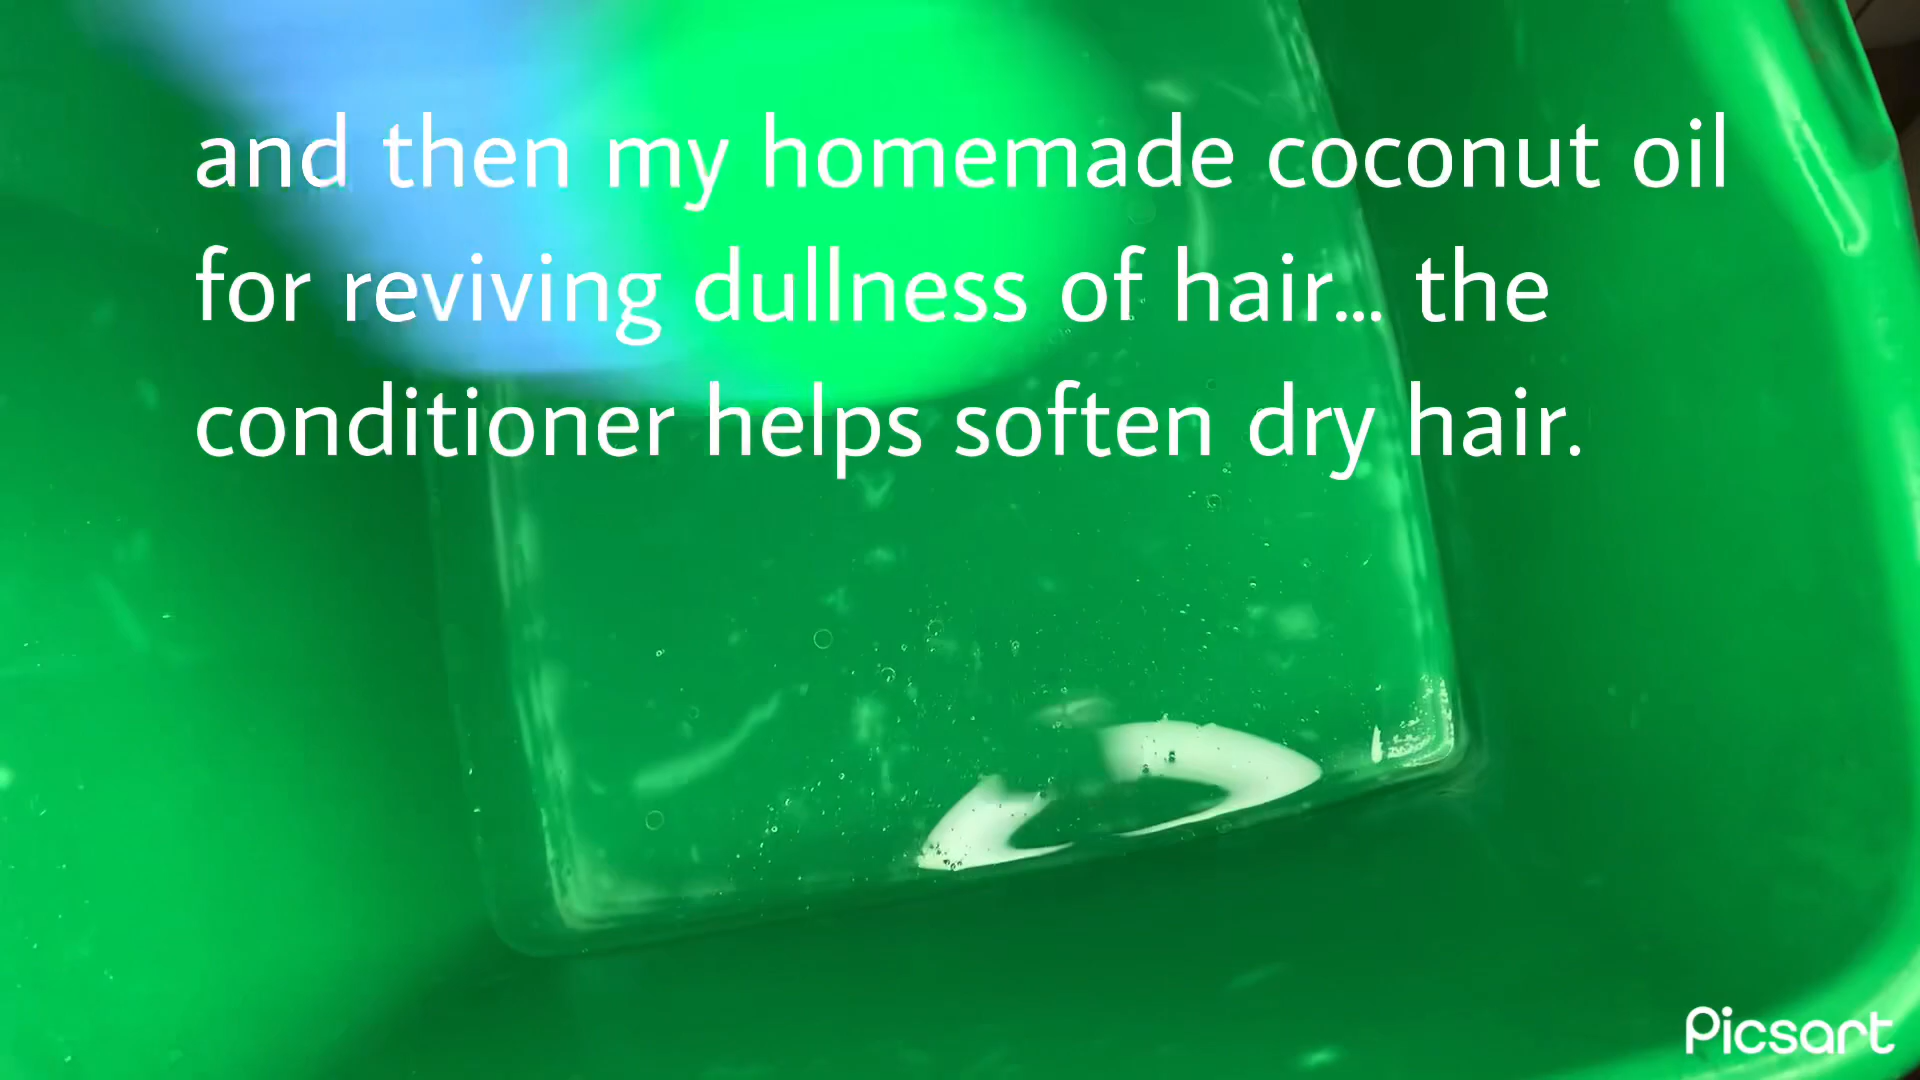 and then my homemade coconut oil
for reviving dullness of hair... the
conditioner helps soften dry hair.
Picsart